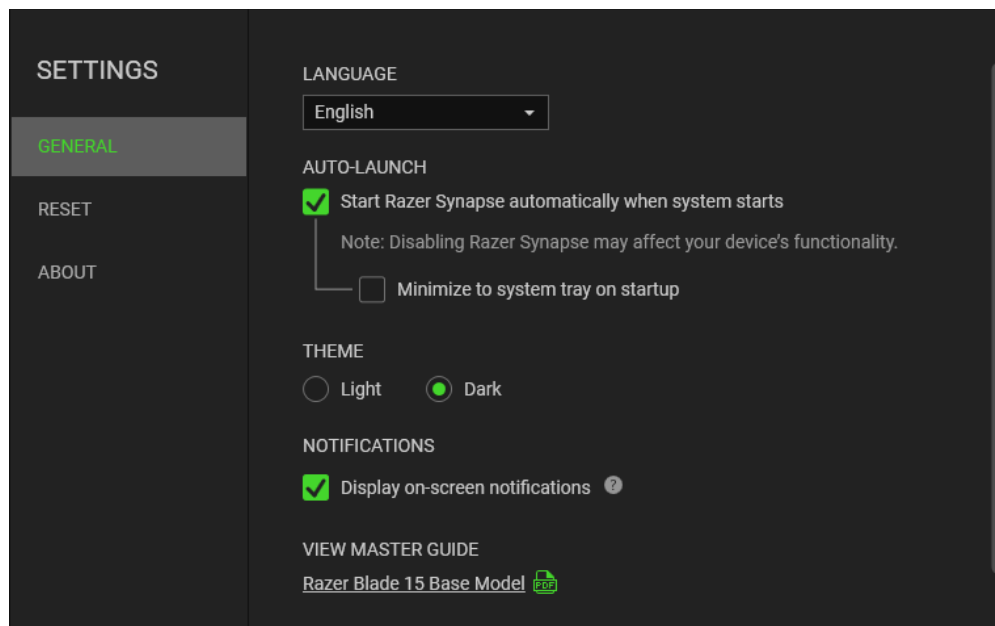 SETTINGS
GENERAL
RESET
ABOUT
LANGUAGE
English
AUTO-LAUNCH
Start Razer Synapse automatically when system starts
Note: Disabling Razer Synapse may affect your device’s functionality.
Minimize to system tray on startup
THEME
Light Dark
NOTIFICATIONS
Display on-screen notifications ?
VIEW MASTER GUIDE
Razer Blade 15 Base Model PDF